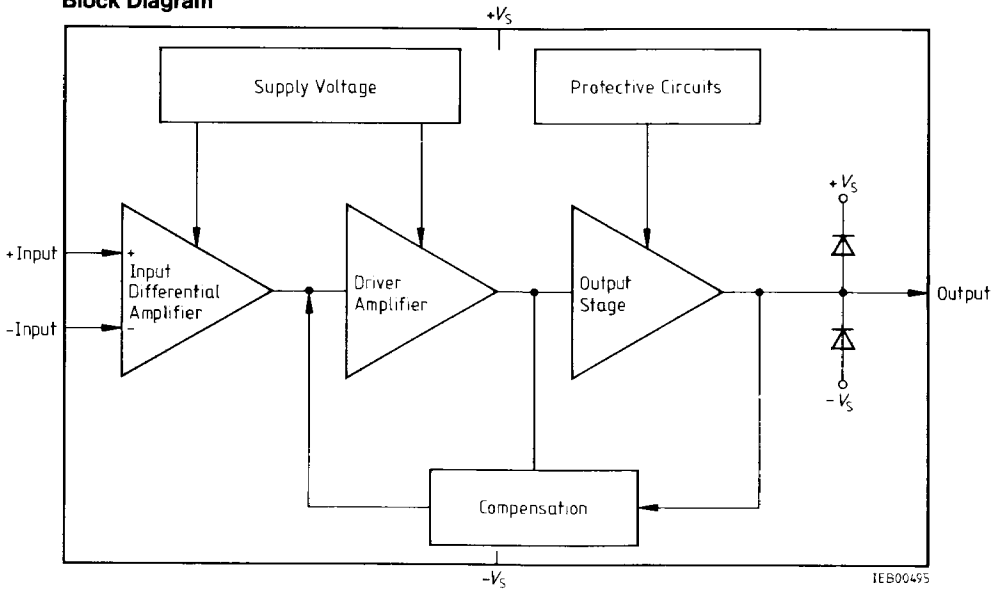 Block Diagram
+VS
Supply Voltage
Protective Circuits
+VS
+Input
+
Input
Differential
Amplifier
-
-Input
Driver
Amplifier
Output
Stage
Output
-VS
Compensation
-VS
IEB00495